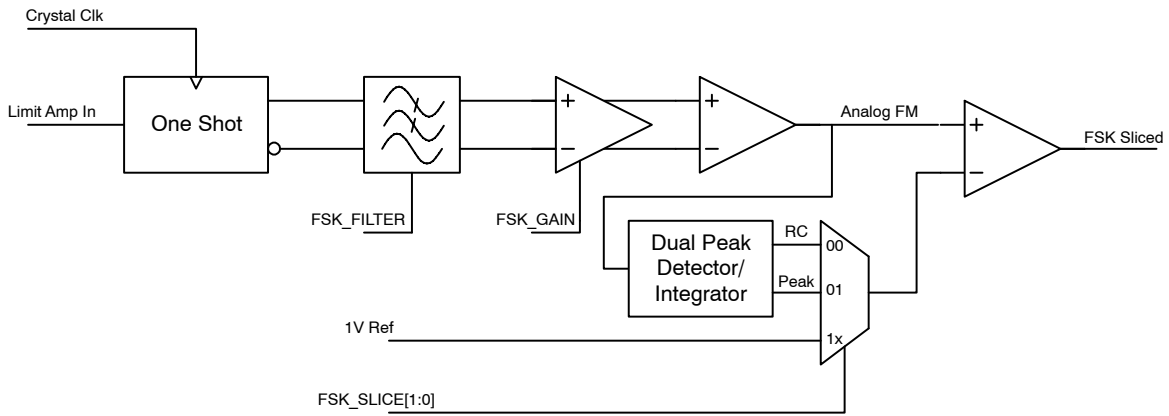 Crystal Clk
Limit Amp In
One Shot
+
−
+
−
Analog FM
+
−
FSK Sliced
FSK_FILTER
FSK_GAIN
Dual Peak
Detector/
Integrator
RC
00
Peak
01
1V Ref
1x
FSK_SLICE[1:0]